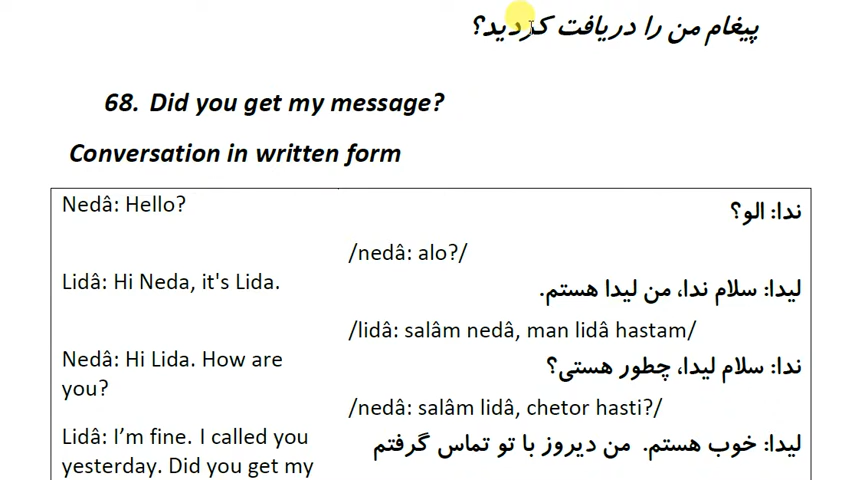 پیغام من را دریافت کردید؟
68. Did you get my message?
Conversation in written form
Nedâ: Hello?
ندا: الو؟
/nedâ: alo?/
Lidâ: Hi Neda, it's Lida.
لیدا: سلام ندا، من لیدا هستم.
/lidâ: salâm nedâ, man lidâ hastam/
Nedâ: Hi Lida. How are
you?
ندا: سلام لیدا، چطور هستی؟
/nedâ: salâm lidâ, chetor hasti?/
Lidâ: I’m fine. I called you
yesterday. Did you get my
لیدا: خوب هستم. من دیروز با تو تماس گرفتم